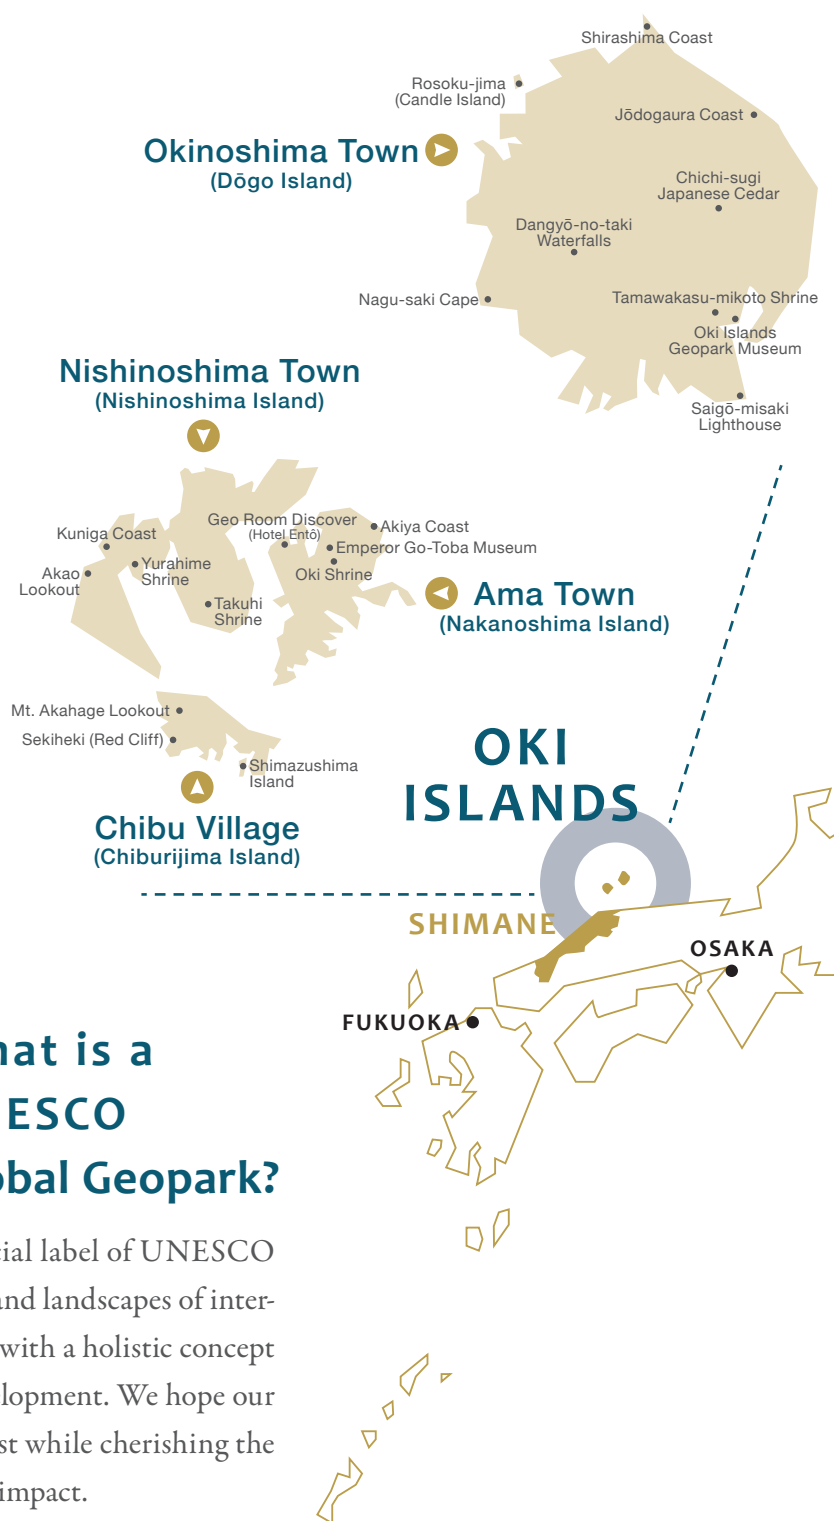 Shirashima Coast
Rosoku-jima
(Candle Island)
Jōdogaura Coast
Okinoshima Town
(Dōgo Island)
Chichi-sugi
Japanese Cedar
Dangyō-no-taki
Waterfalls
Nagu-saki Cape
Tamawakasu-mikoto Shrine
Oki Islands
Geopark Museum
Saigō-misaki
Lighthouse
Nishinoshima Town
(Nishinoshima Island)
Geo Room Discover
(Hotel Entô)
Akiya Coast
Kuniga Coast
Emperor Go-Toba Museum
Yurahime
Shrine
Akao
Lookout
Oki Shrine
Takuhi
Shrine
Ama Town
(Nakanoshima Island)
Mt. Akahage Lookout
Sekiheki (Red Cliff)
Shimazushima
Island
Chibu Village
(Chiburijima Island)
OKI
ISLANDS
SHIMANE
OSAKA
FUKUOKA
hat is a
ESCO
obal Geopark?
cial label of UNESCO
and landscapes of inter-
with a holistic concept
lopment. We hope our
st while cherishing the
impact.